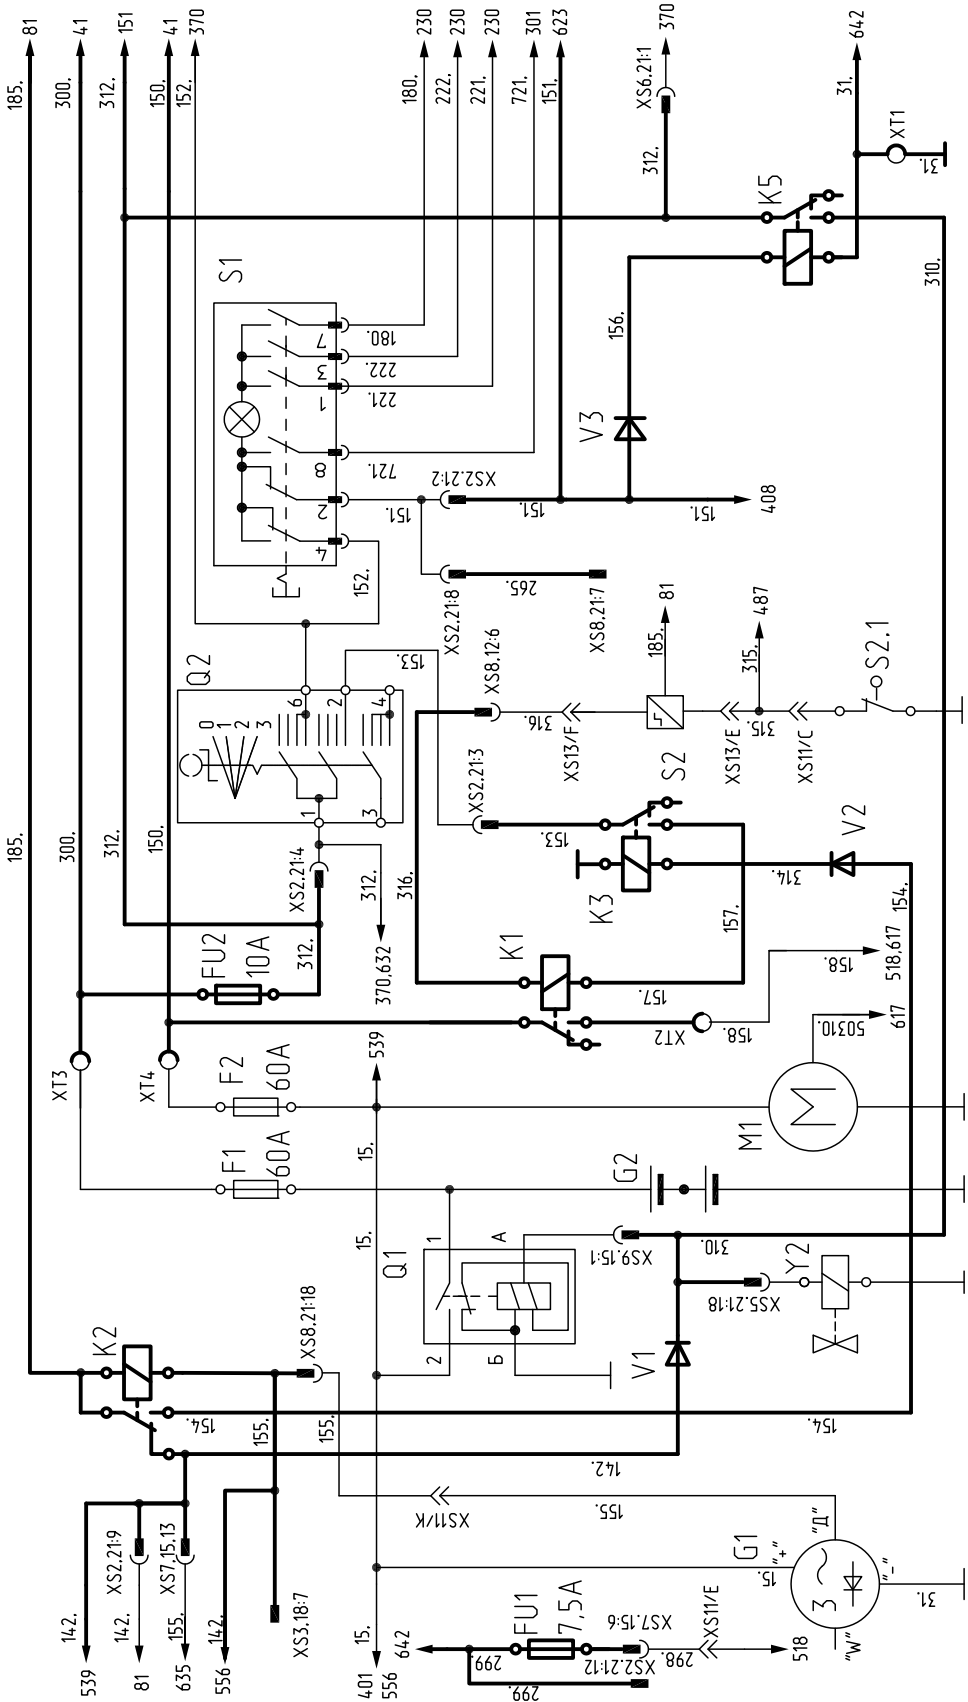 81
41
151
41
370
230
230
230
301
623
370
642
185.
300.
312.
150.
152.
180.
222.
221.
721.
151.
XS6.21:1
31.
312.
XT1
31.
K5
S1
7
3
1
8
2
4
180.
222.
221.
721.
151.
152.
XS2.21:2
151.
151.
408
V3
156.
310.
XS2.21:8
265.
XS8.21:7
Q2
0
1
2
3
6
2
4
1
3
153.
XS8.12:6
316.
XS13/F
185.
81
S2
XS13/E
315.
315.
487
XS11/C
S2.1
185.
300.
312.
150.
XS2.21:4
312.
312.
370,632
FU2
10A
316.
XS2.21:3
153.
K3
K1
157.
157.
314.
V2
154.
XT2
158.
158.
518,617
XT3
XT4
F2
60A
F1
60A
539
15.
M1
M
50310.
617
15.
Q1
1
2
А
Б
G2
XS9.15:1
310.
XS5.21:18
Y2
V1
K2
XS8.21:18
154.
155.
155.
154.
142.
XS11/K
155.
142.
539
XS2.21:9
142.
81
XS7.15.13
155.
635
142.
556
XS3.18:7
15.
401
556
642
299.
299.
FU1
7,5A
XS7.15:6
XS2.21:12
298.
XS11/E
518
G1
15.
"+"
"Д"
"-"
"W"
3
31.